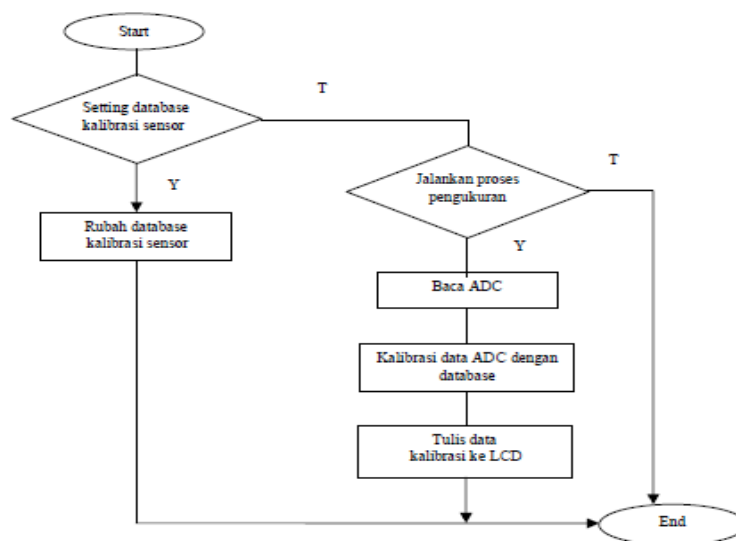 Start
Setting database
kalibrasi sensor
T
Y
Rubah database
kalibrasi sensor
Jalankan proses
pengukuran
T
Y
Baca ADC
Kalibrasi data ADC dengan
database
Tulis data
kalibrasi ke LCD
End